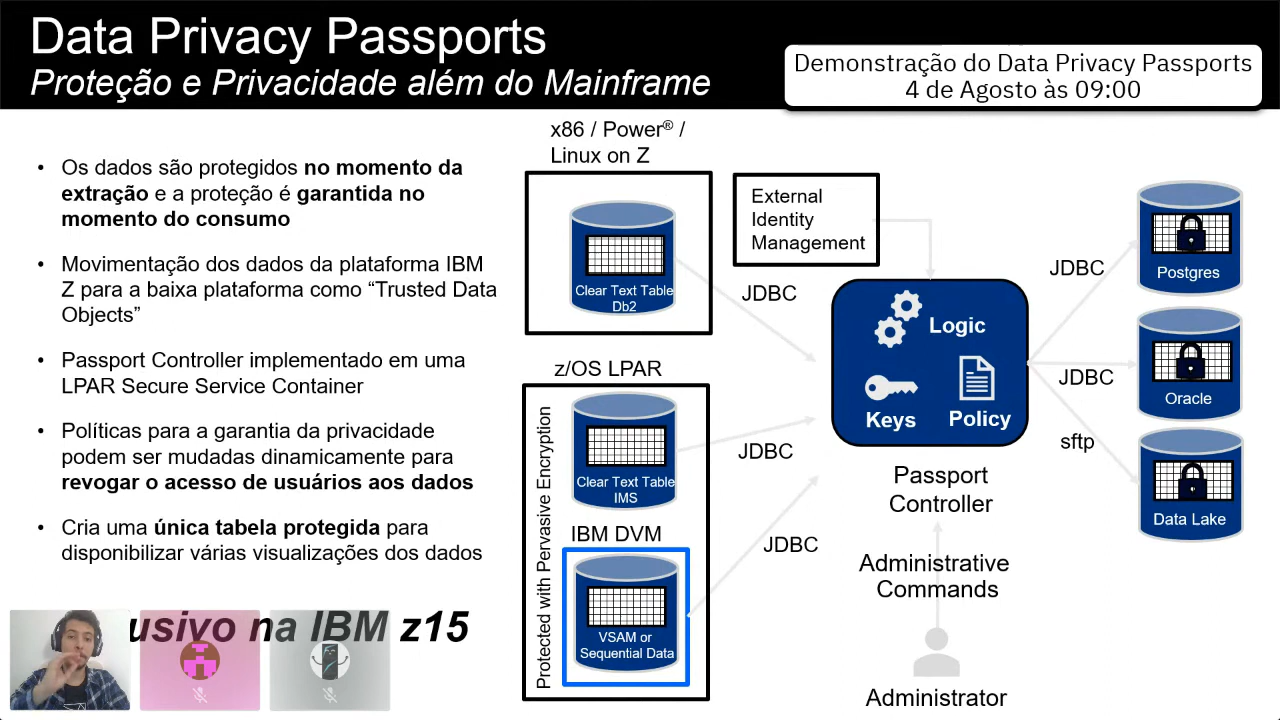 Data Privacy Passports
Proteção e Privacidade além do Mainframe
Demonstração do Data Privacy Passports
4 de Agosto às 09:00
• Os dados são protegidos no momento da
extração e a proteção é garantida no
momento do consumo
• Movimentação dos dados da plataforma IBM
Z para a baixa plataforma como “Trusted Data
Objects”
• Passport Controller implementado em uma
LPAR Secure Service Container
• Políticas para a garantia da privacidade
podem ser mudadas dinamicamente para
revogar o acesso de usuários aos dados
• Cria uma única tabela protegida para
disponibilizar várias visualizações dos dados
usivo na IBM z15
x86 / Power® /
Linux on Z
Clear Text Table
Db2
z/OS LPAR
Protected with Pervasive Encryption
Clear Text Table
IMS
IBM DVM
VSAM or
Sequential Data
External
Identity
Management
JDBC
JDBC
JDBC
Logic
Keys
Policy
Passport
Controller
Administrative
Commands
Administrator
JDBC
JDBC
sftp
Postgres
Oracle
Data Lake